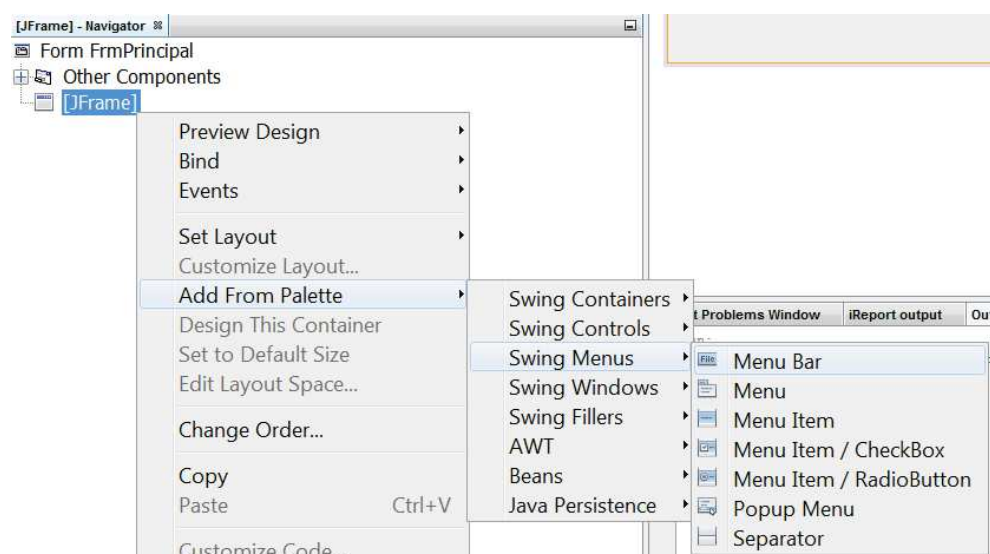 [JFrame] - Navigator
Form FrmPrincipal
Other Components
[JFrame]
Preview Design
Bind
Events
Set Layout
Customize Layout...
Add From Palette
Design This Container
Set to Default Size
Edit Layout Space...
Change Order...
Copy
Paste Ctrl+V
Customize Code
Swing Containers
Swing Controls
Swing Menus
Swing Windows
Swing Fillers
AWT
Beans
Java Persistence
t Problems Window iReport output Ou
File Menu Bar
Menu
Menu Item
Menu Item / CheckBox
Menu Item / RadioButton
Popup Menu
Separator